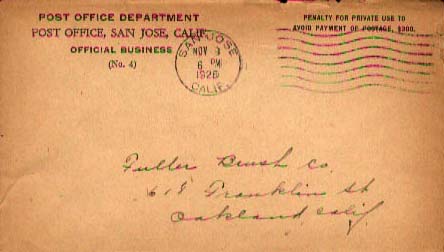 POST OFFICE DEPARTMENT
POST OFFICE, SAN JOSE, CALIF.
OFFICIAL BUSINESS
(No. 4)
SAN JOSE
NOV 3
6 PM
1926
CALIF.
PENALTY FOR PRIVATE USE TO
AVOID PAYMENT OF POSTAGE, $300.
Fuller Brush Co.
618 Franklin St
Oakland, Calif.